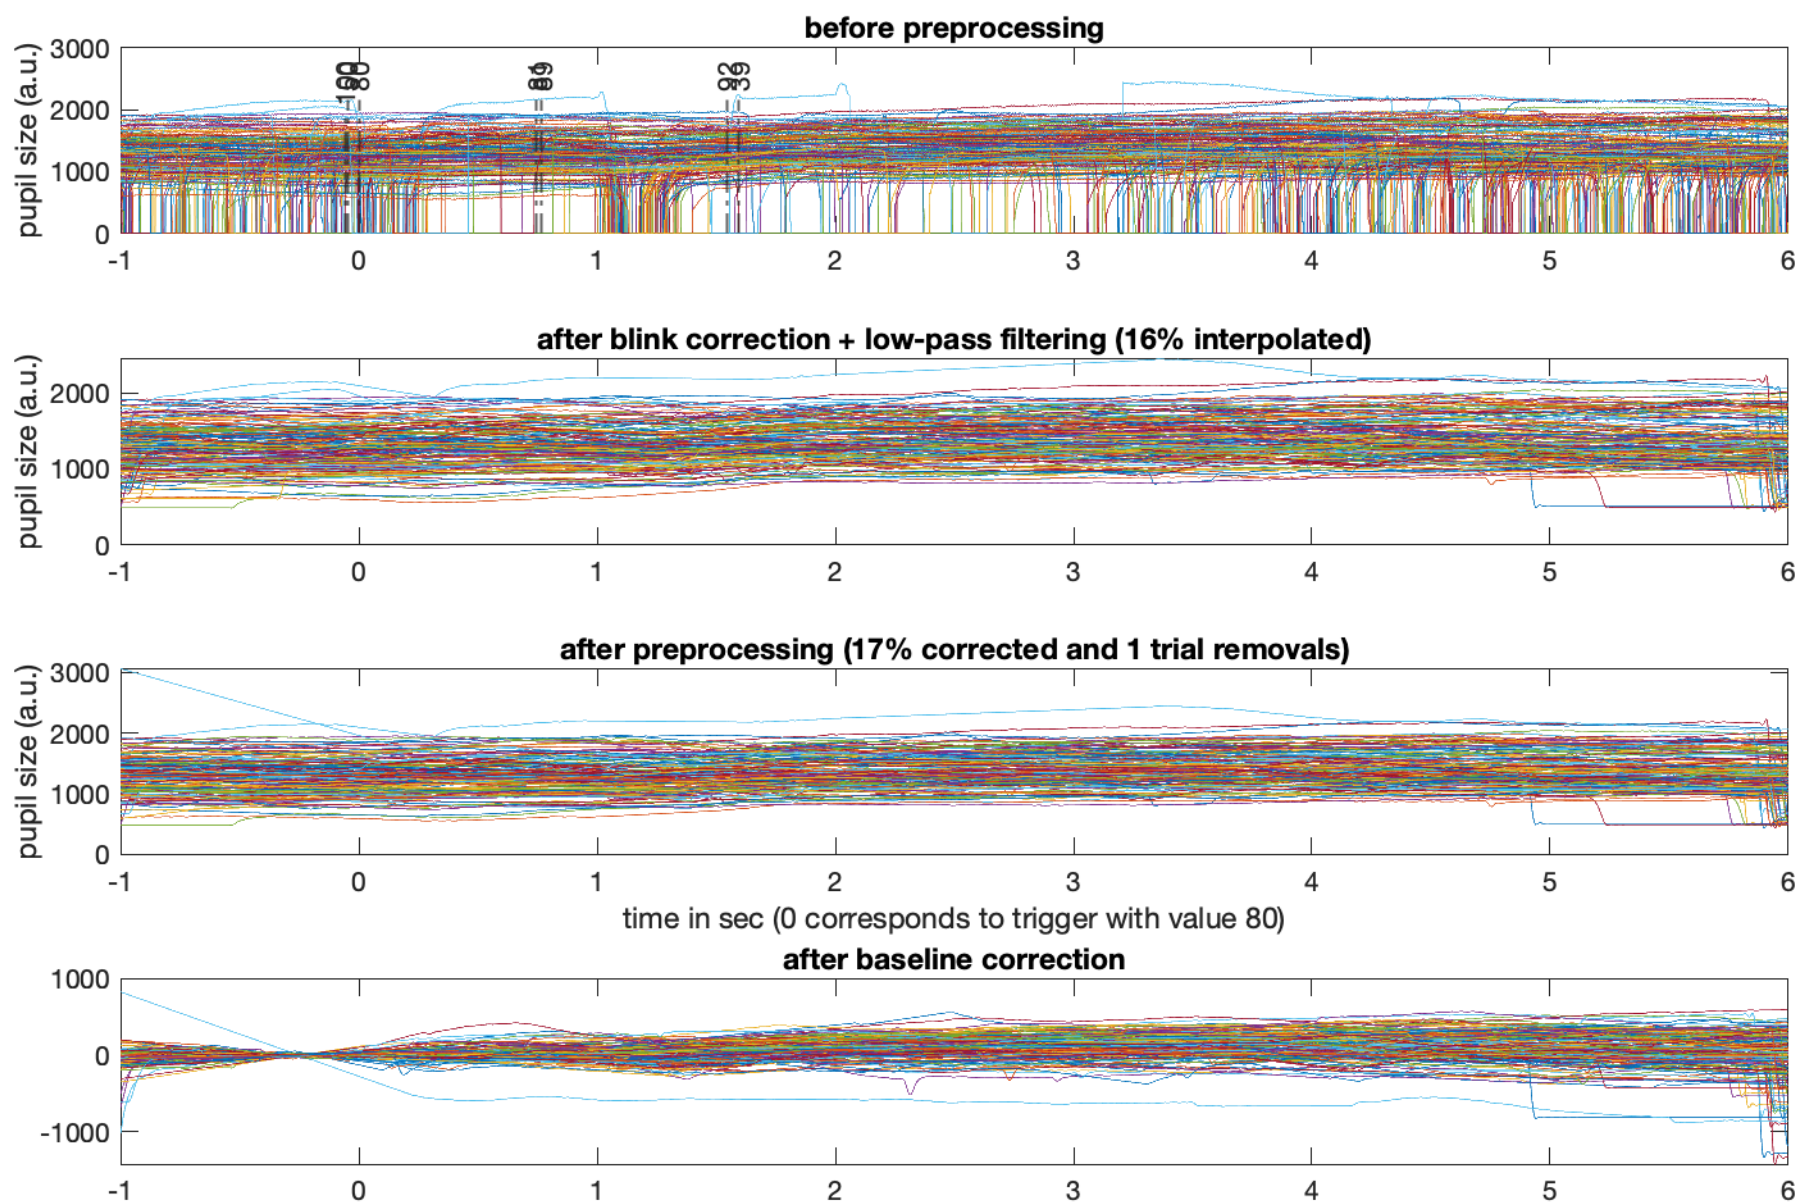 before preprocessing
pupil size (a.u.)
3000
2000
1000
0
80
89
39
-1 0 1 2 3 4 5 6
after blink correction + low-pass filtering (16% interpolated)
pupil size (a.u.)
2000
1000
0
-1 0 1 2 3 4 5 6
after preprocessing (17% corrected and 1 trial removals)
pupil size (a.u.)
3000
2000
1000
0
-1 0 1 2 3 4 5 6
time in sec (0 corresponds to trigger with value 80)
after baseline correction
1000
0
-1000
-1 0 1 2 3 4 5 6